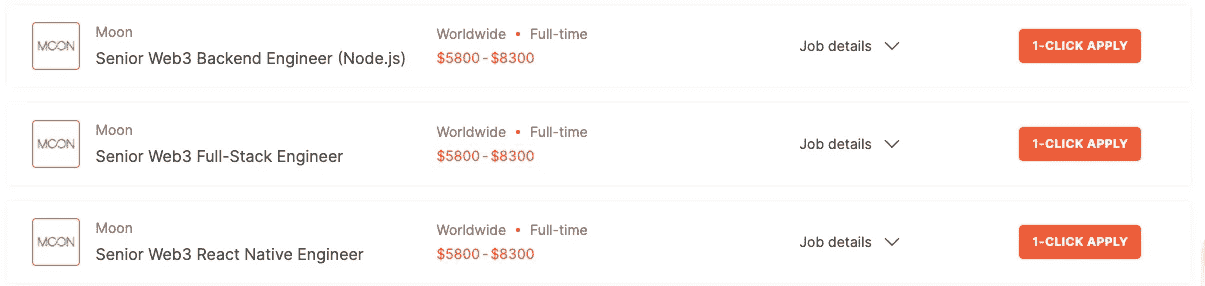 MOON
Moon
Senior Web3 Backend Engineer (Node.js)
Worldwide • Full-time
$5800 - $8300
Job details
1-CLICK APPLY
MOON
Moon
Senior Web3 Full-Stack Engineer
Worldwide • Full-time
$5800 - $8300
Job details
1-CLICK APPLY
MOON
Moon
Senior Web3 React Native Engineer
Worldwide • Full-time
$5800 - $8300
Job details
1-CLICK APPLY